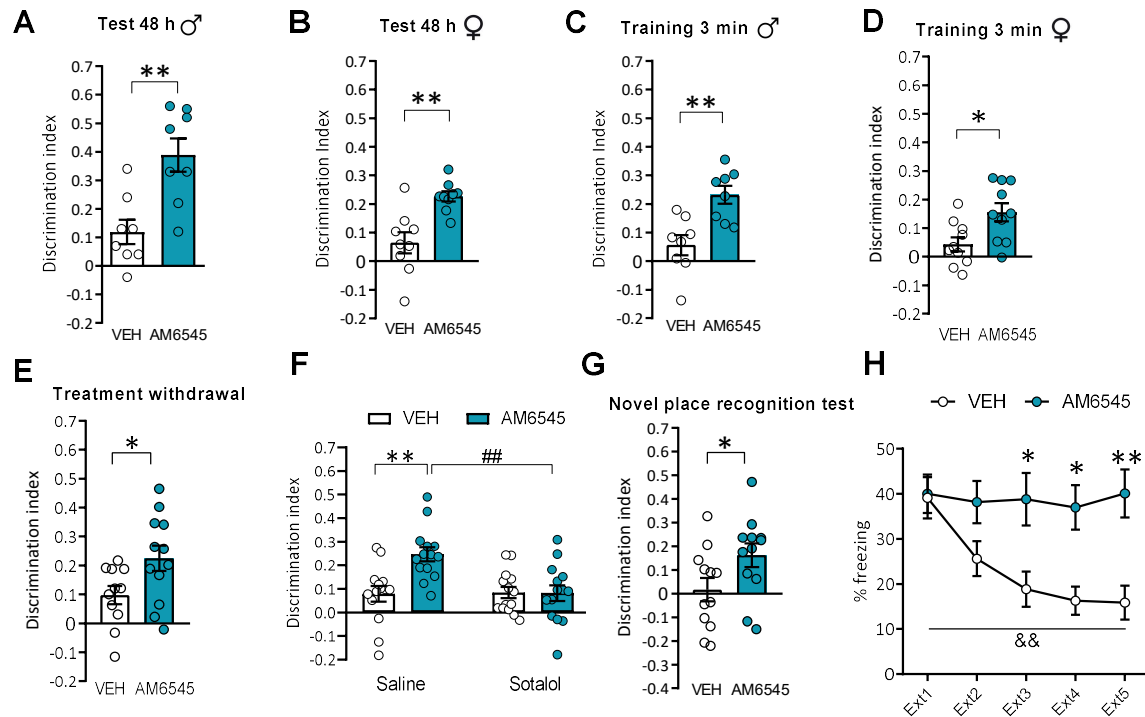 A
Test 48 h ♂
Discrimination index
0.7
0.6
0.5
0.4
0.3
0.2
0.1
0
-0.1
-0.2
**
VEH AM6545
B
Test 48 h ♀
Discrimination index
0.7
0.6
0.5
0.4
0.3
0.2
0.1
0
-0.1
-0.2
**
VEH AM6545
C
Training 3 min ♂
Discrimination Index
0.7
0.6
0.5
0.4
0.3
0.2
0.1
0
-0.1
-0.2
**
VEH AM6545
D
Training 3 min ♀
Discrimination index
0.7
0.6
0.5
0.4
0.3
0.2
0.1
0
0.1
-0.2
*
VEH AM6545
E
Treatment withdrawal
Discrimination index
0.7
0.6
0.5
0.4
0.3
0.2
0.1
0
0.1
-0.2
*
VEH AM6545
F
VEH AM6545
Discrimination index
0.7
0.6
0.5
0.4
0.3
0.2
0.1
0
0.1
-0.2
** ##
Saline Sotalol
G
Novel place recognition test
Discrimination index
0.7
0.6
0.5
0.4
0.3
0.2
0.1
0
-0.1
-0.2
-0.3
-0.4
*
VEH AM6545
H
VEH AM6545
% freezing
50
40
30
20
10
0
* * **
&&
Ext1 Ext2 Ext3 Ext4 Ext5